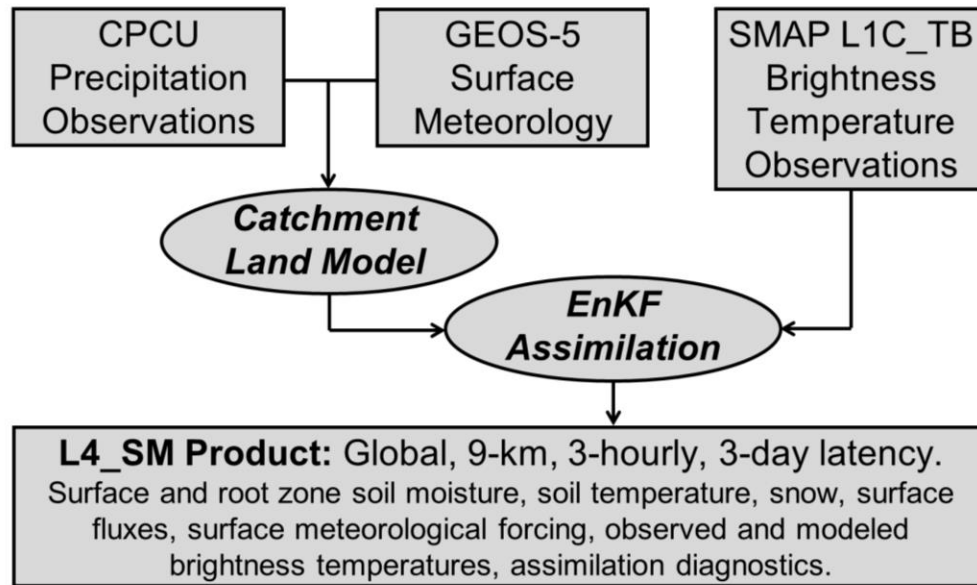 CPCU
Precipitation
Observations
GEOS-5
Surface
Meteorology
SMAP L1C_TB
Brightness
Temperature
Observations
Catchment
Land Model
EnKF
Assimilation
L4_SM Product: Global, 9-km, 3-hourly, 3-day latency.
Surface and root zone soil moisture, soil temperature, snow, surface
fluxes, surface meteorological forcing, observed and modeled
brightness temperatures, assimilation diagnostics.